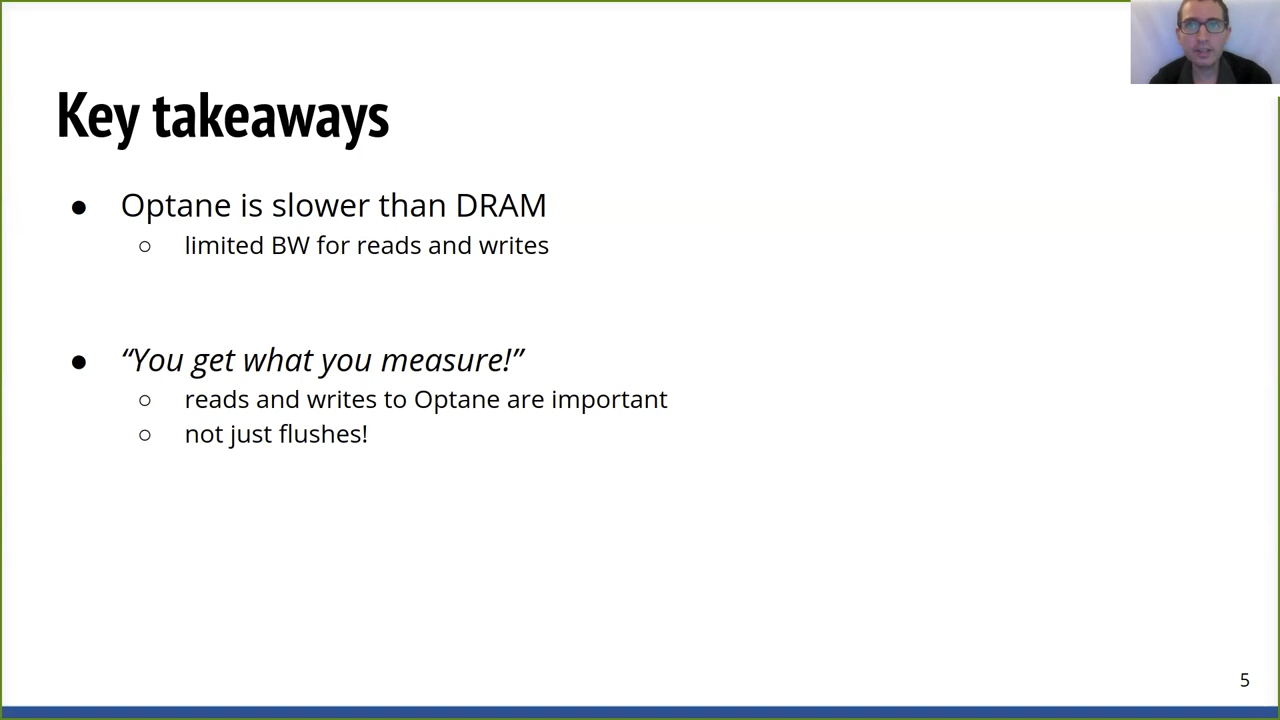 Key takeaways
● Optane is slower than DRAM
○ limited BW for reads and writes
● “You get what you measure!”
○ reads and writes to Optane are important
○ not just flushes!
5